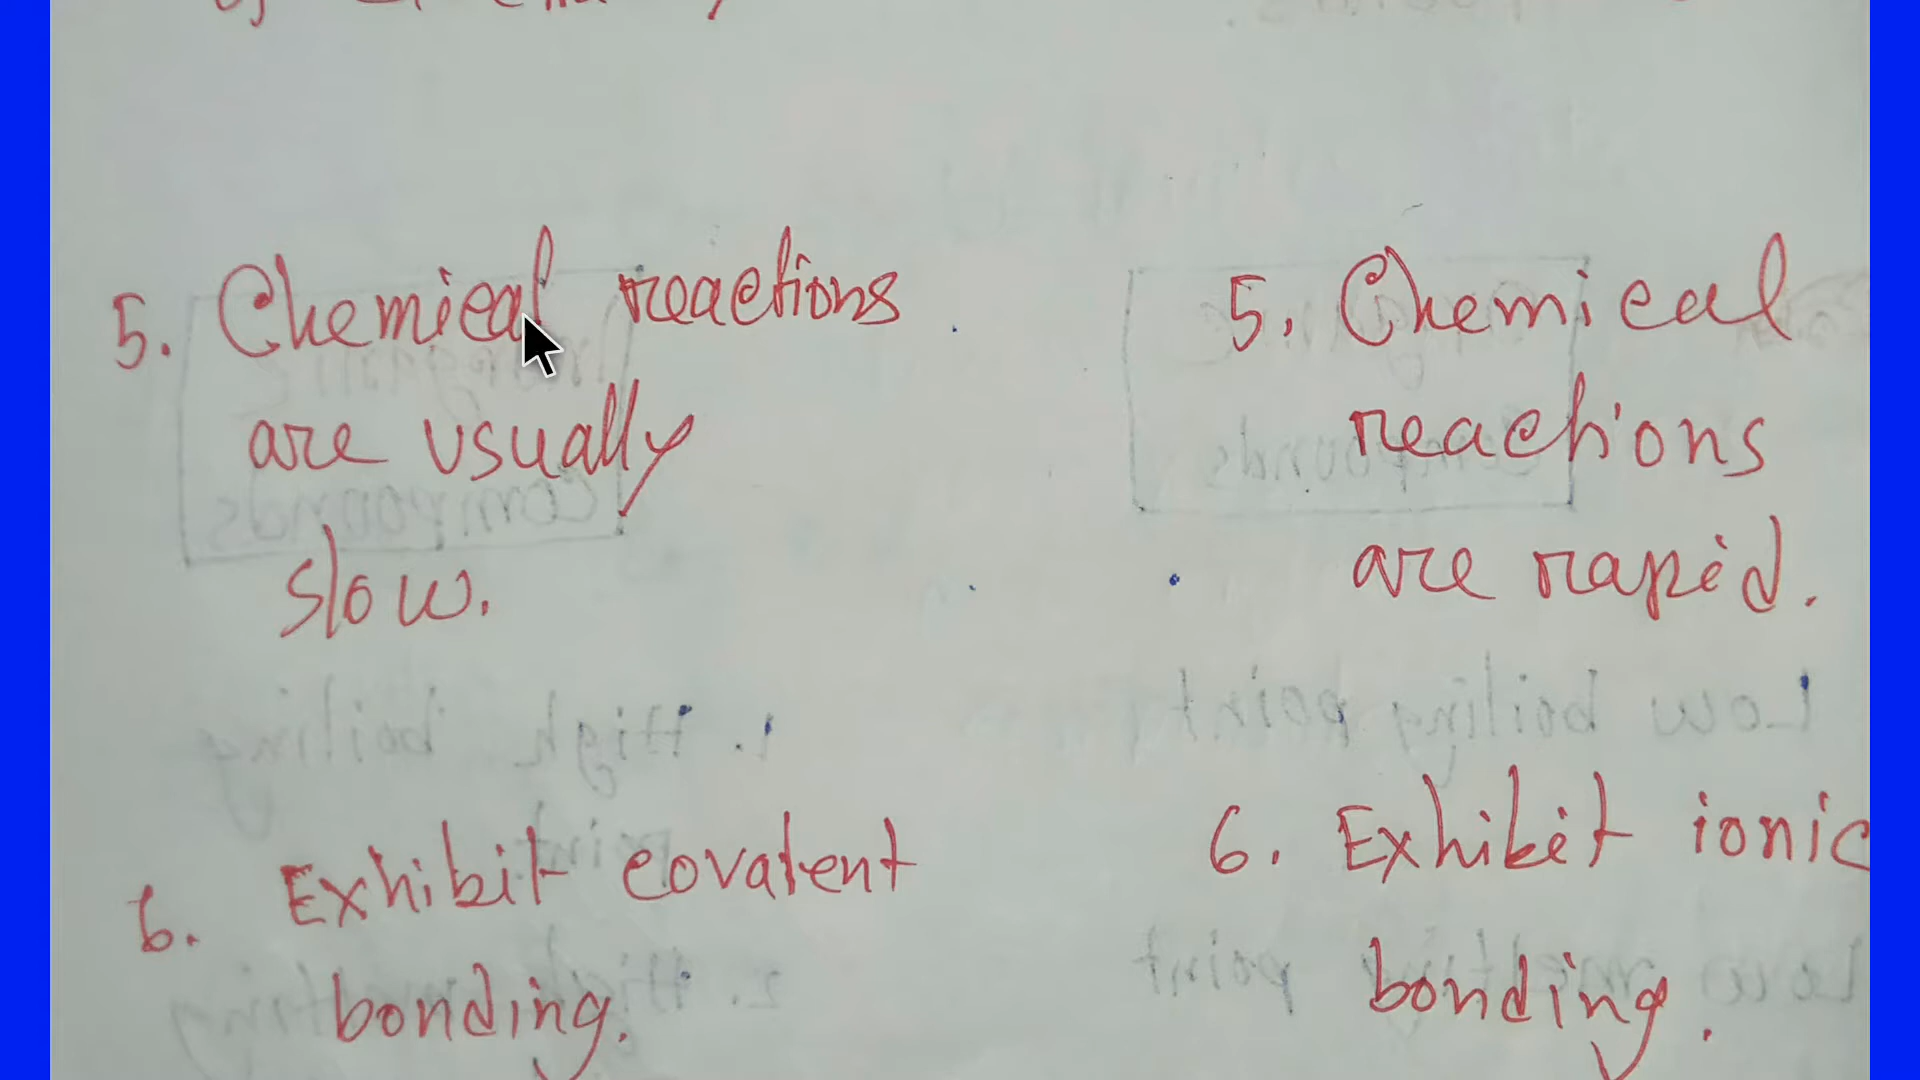 5. Chemical reactions
are usually
slow.
6. Exhibit covalent
bonding.
5. Chemical
reactions
are rapid.
6. Exhibit ionic
bonding.